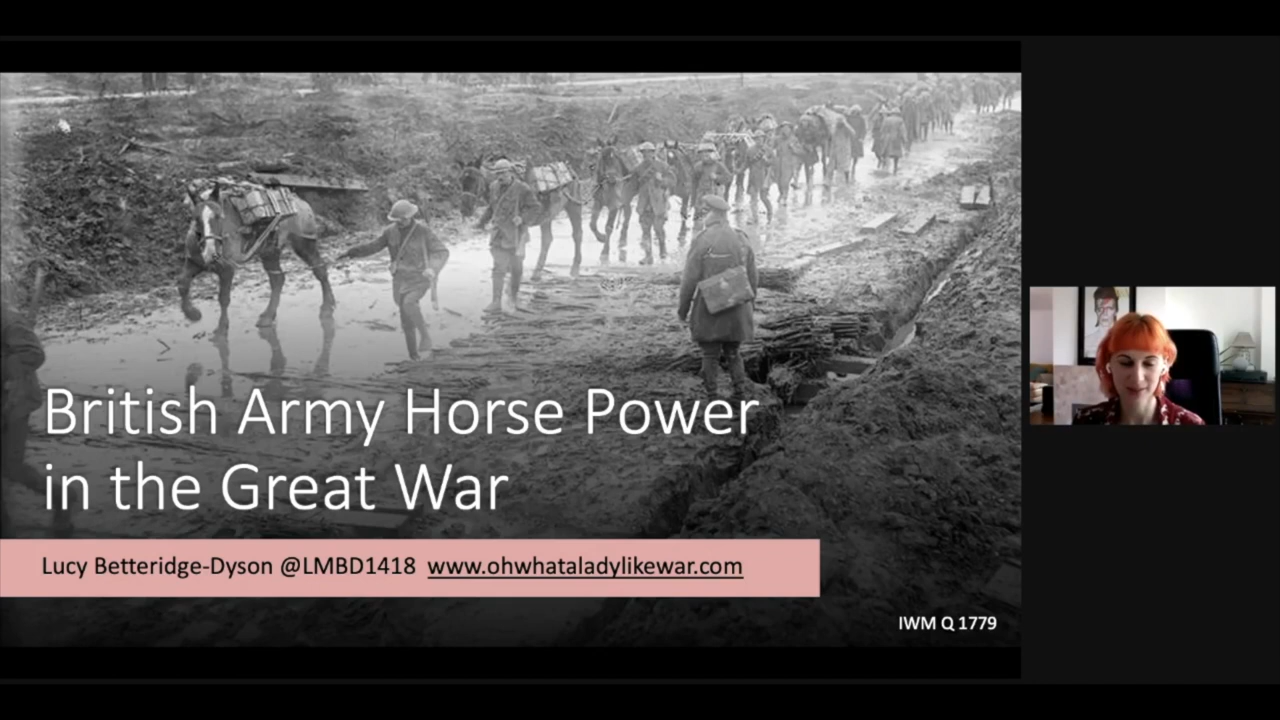 British Army Horse Power
in the Great War
Lucy Betteridge-Dyson @LMBD1418 www.ohwhataladylikewar.com
IWM Q 1779